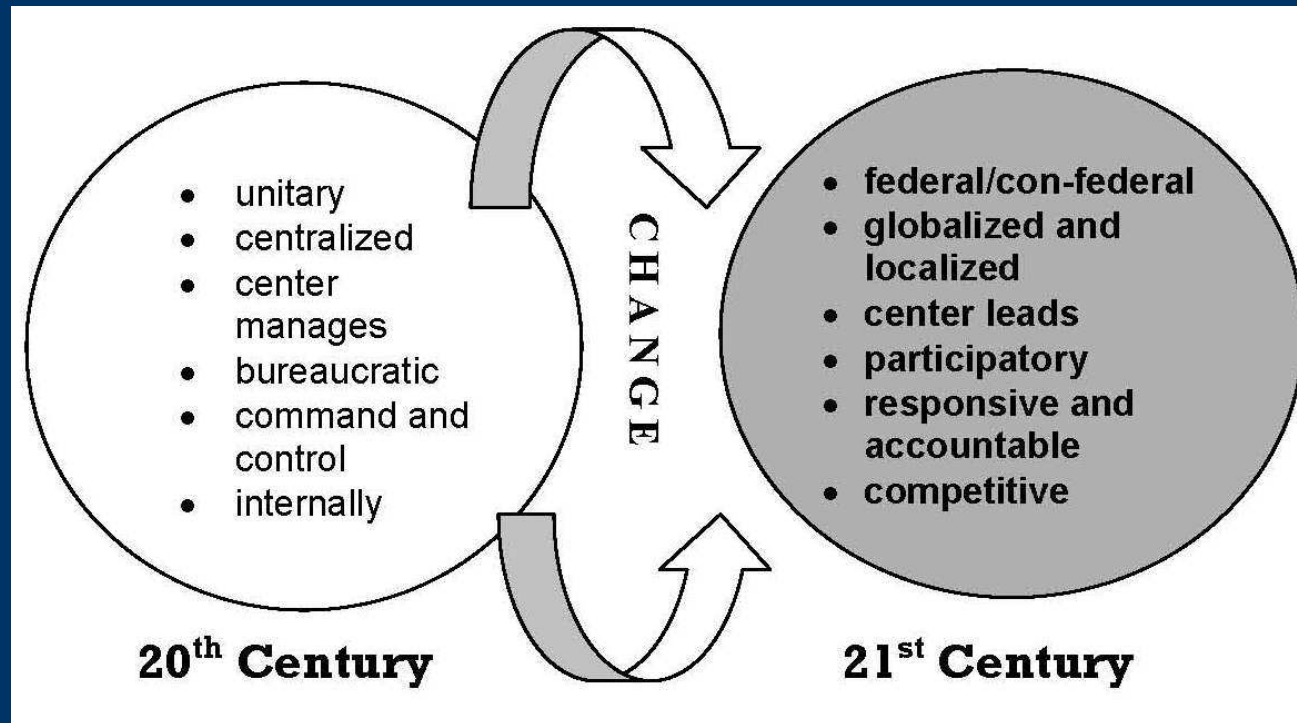 • unitary
• centralized
• center
manages
• bureaucratic
• command and
control
• internally
20th Century
CHANGE
• federal/con-federal
• globalized and
localized
• center leads
• participatory
• responsive and
accountable
• competitive
21st Century